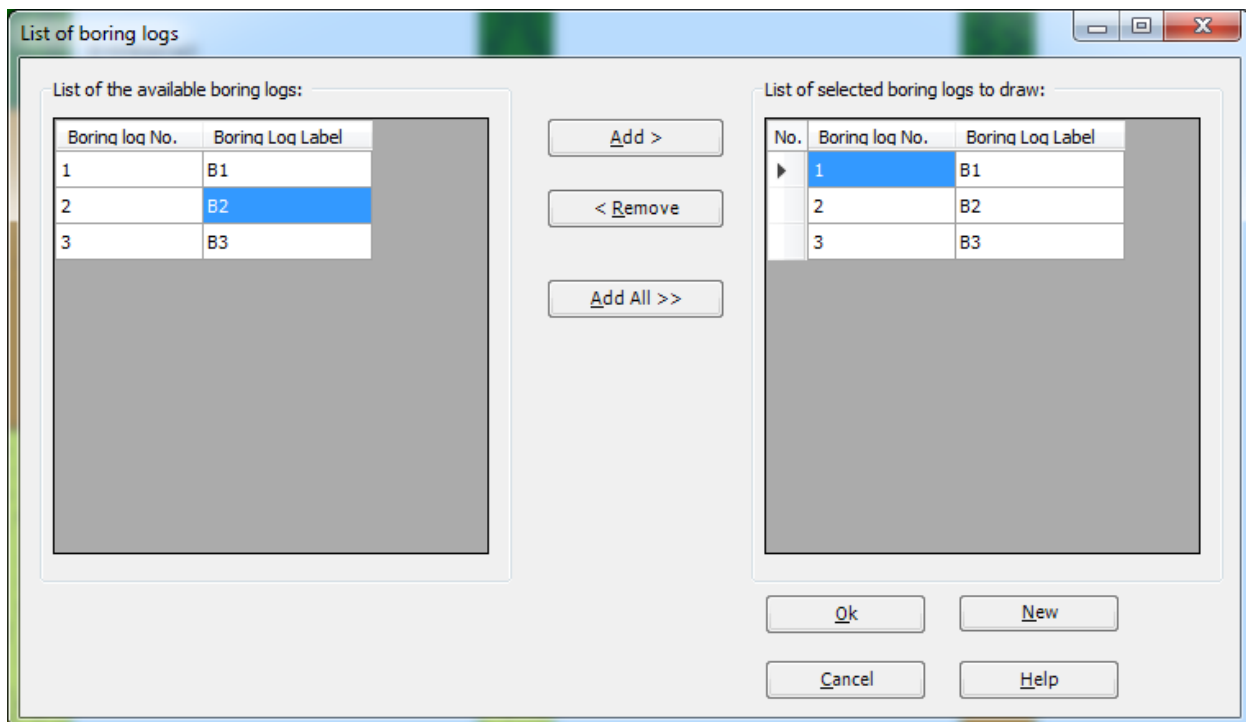 List of boring logs
List of the available boring logs:
Boring log No. Boring Log Label
1 B1
2 B2
3 B3
Add >
< Remove
Add All >>
List of selected boring logs to draw:
No. Boring log No. Boring Log Label
1 B1
2 B2
3 B3
Ok New
Cancel Help